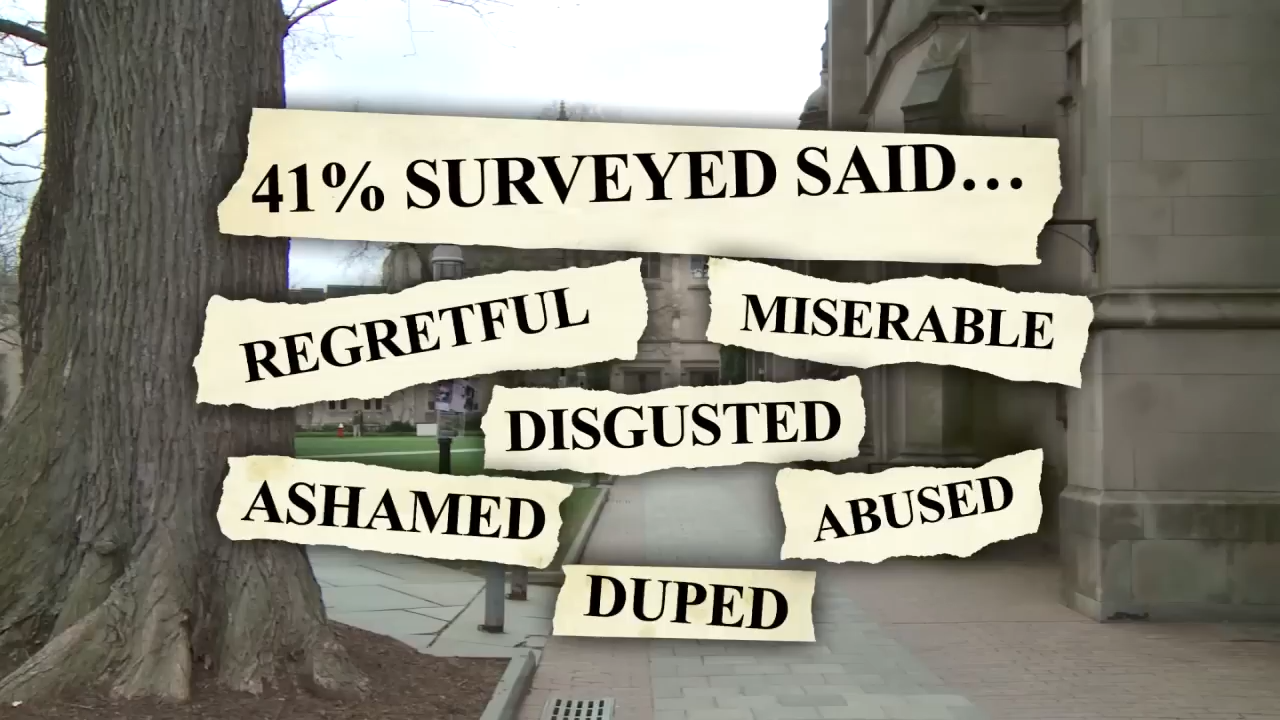 41% SURVEYED SAID...
REGRETFUL
MISERABLE
DISGUSTED
ASHAMED
ABUSED
DUPED